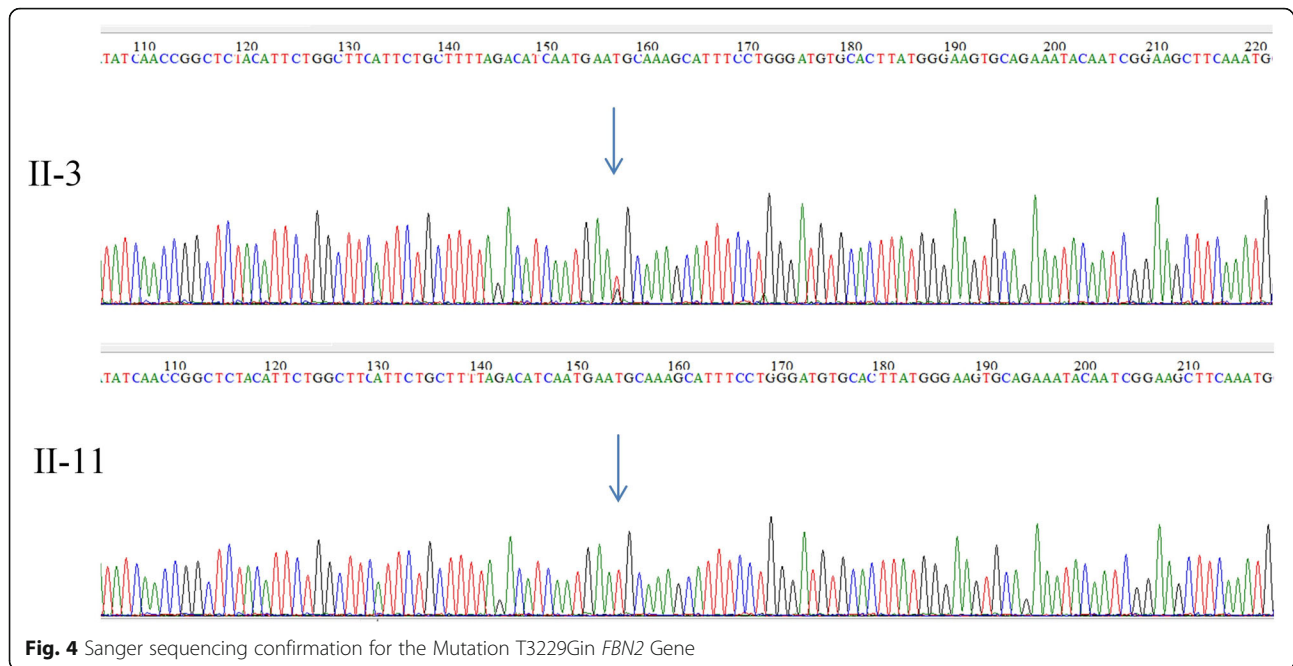 110 120 130 140 150 160 170 180 190 200 210 220
.TATCAACCGGCTCTACATTCTGGCTTCATTCTGCTTTTAGACATCAATGAATGCAAAGCATTTCCTGGGATGTGCACTTATGGGAAGTGCAGAAATACAATCGGAAGCTTCAAATG
II-3
110 120 130 140 150 160 170 180 190 200 210
.TATCAACCGGCTCTACATTCTGGCTTCATTCTGCTTTTAGACATCAATGAATGCAAAGCATTTCCTGGGATGTGCACTTATGGGAAGTGCAGAAATACAATCGGAAGCTTCAAATG
II-11
Fig. 4 Sanger sequencing confirmation for the Mutation T3229Gin FBN2 Gene